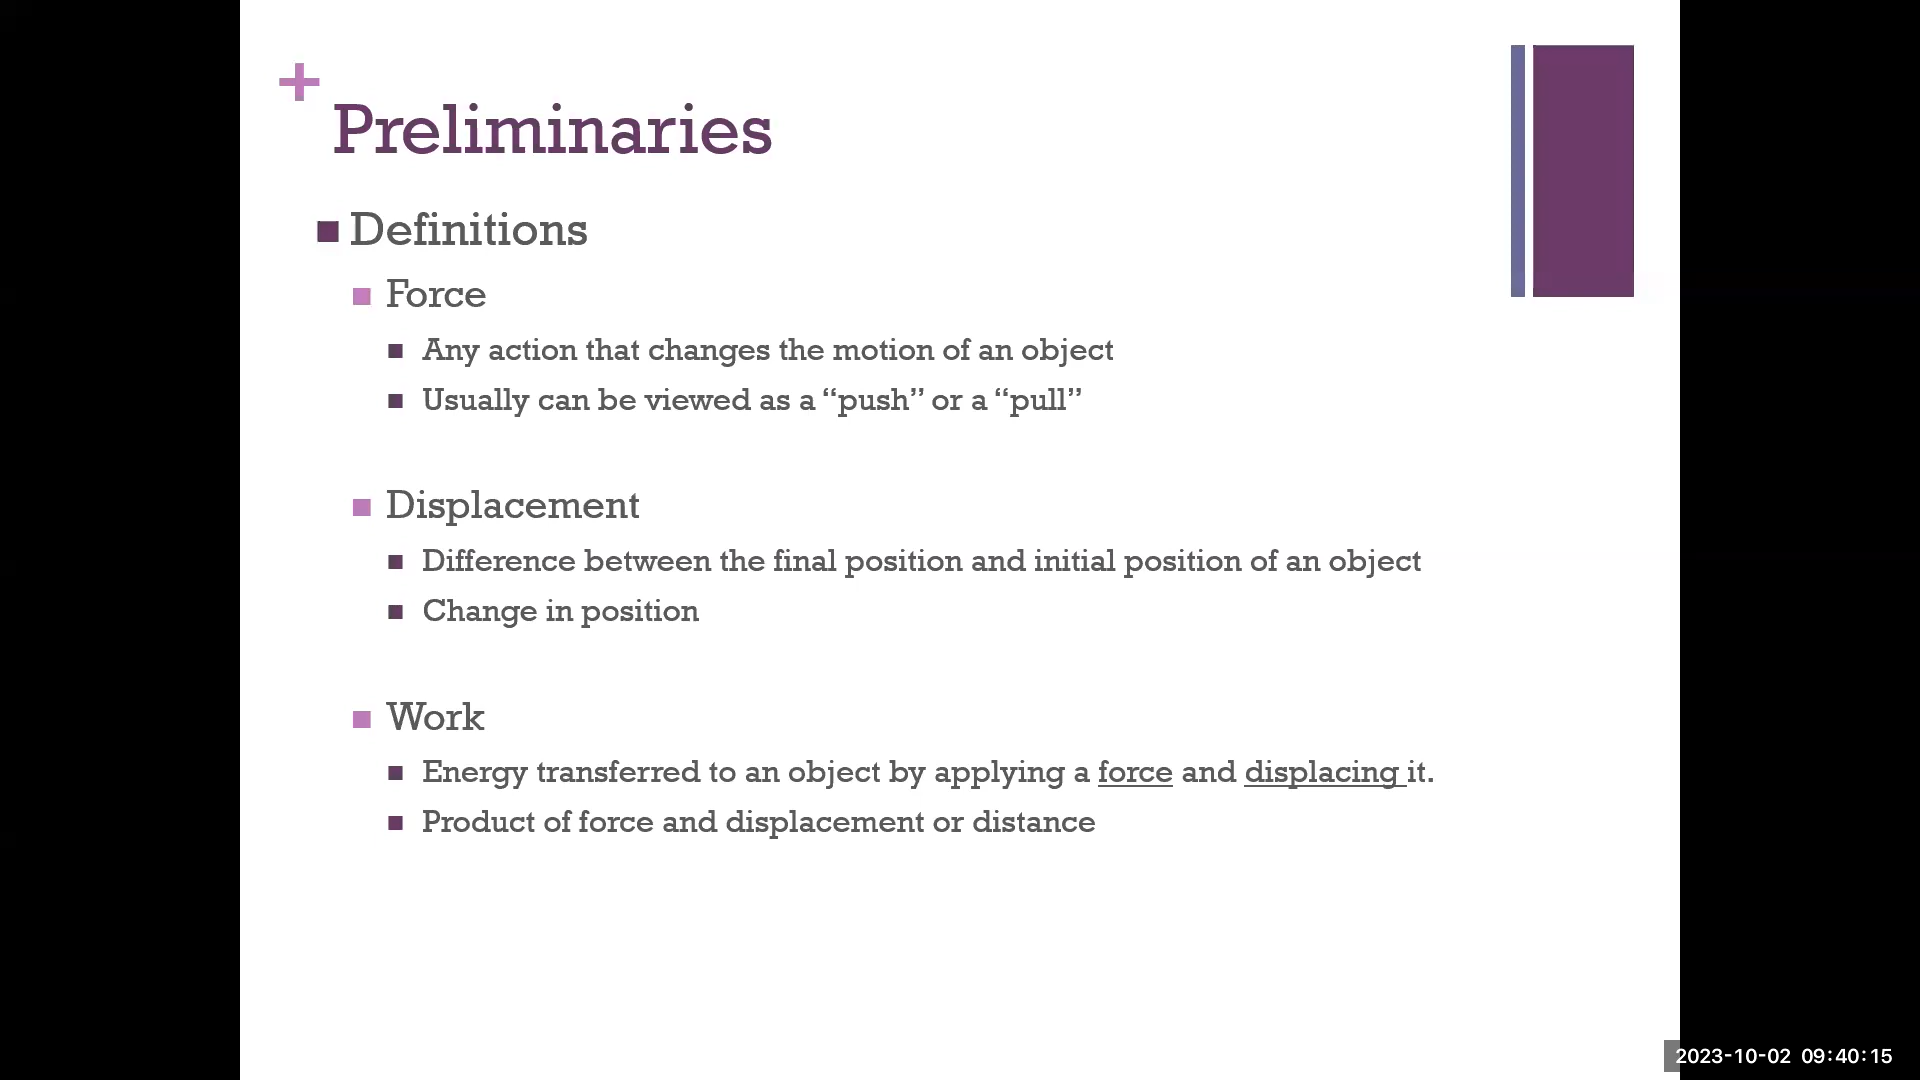 +
Preliminaries
Definitions
Force
Any action that changes the motion of an object
Usually can be viewed as a “push” or a “pull”
Displacement
Difference between the final position and initial position of an object
Change in position
Work
Energy transferred to an object by applying a force and displacing it.
Product of force and displacement or distance
2023-10-02 09:40:15